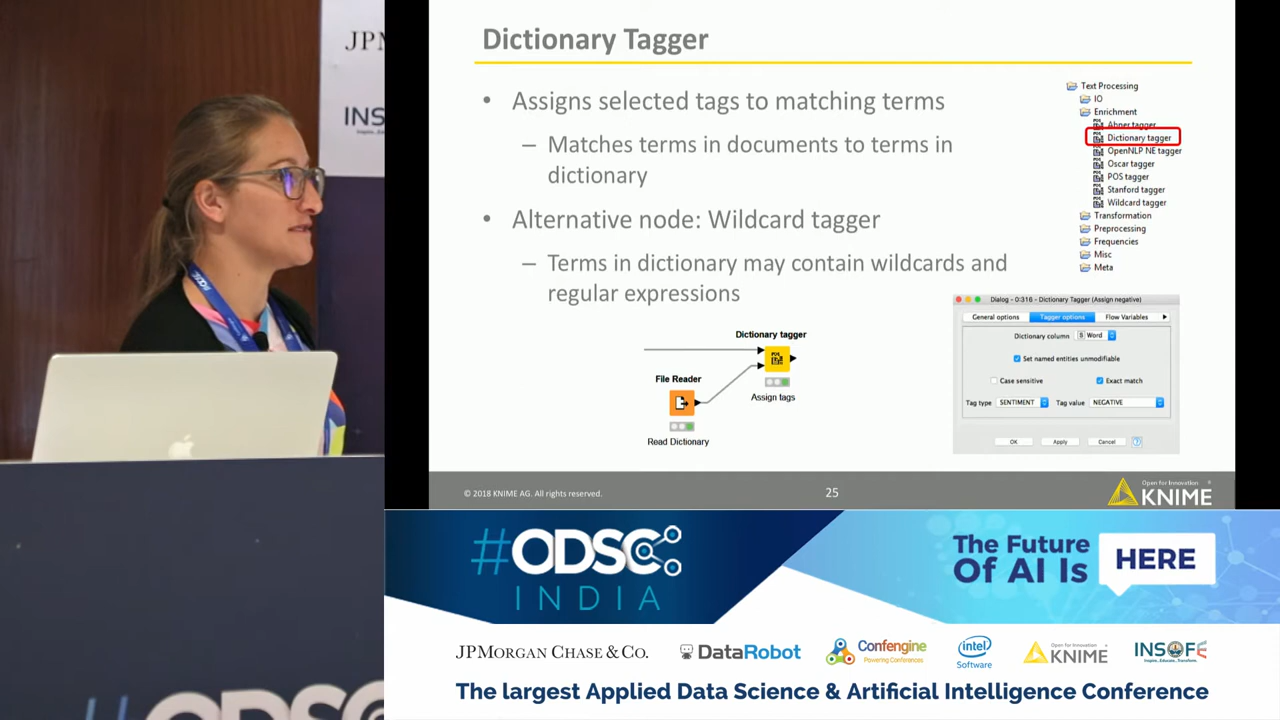 JPM
INS
Inspire...Educate...Transform.
Dictionary Tagger
• Assigns selected tags to matching terms
– Matches terms in documents to terms in
dictionary
• Alternative node: Wildcard tagger
– Terms in dictionary may contain wildcards and
regular expressions
Text Processing
IO
Enrichment
Abner tagger
Dictionary tagger
OpenNLP NE tagger
Oscar tagger
POS tagger
Stanford tagger
Wildcard tagger
Transformation
Preprocessing
Frequencies
Misc
Meta
Dictionary tagger
Assign tags
File Reader
Read Dictionary
Dialog - 0:316 - Dictionary Tagger (Assign negative)
General options Tagger options Flow Variables
Dictionary column S Word
Set named entities unmodifiable
Case sensitive Exact match
Tag type SENTIMENT Tag value NEGATIVE
OK Apply Cancel ?
© 2018 KNIME AG. All rights reserved.
25
Open for Innovation
KNIME
#ODSC
INDIA
The Future
Of AI Is
HERE
JPMORGAN CHASE & CO.
DataRobot
Confengine
Powering Conferences
intel
Software
Open for Innovation
KNIME
INSOFE
Inspire...Educate...Transform.
The largest Applied Data Science & Artificial Intelligence Conference
#ODSC